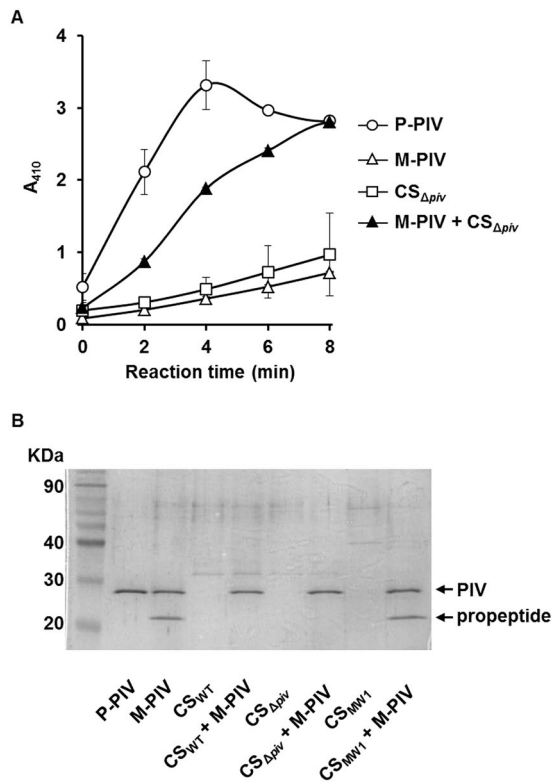 A
4
3
2
1
0
A410
0 2 4 6 8
Reaction time (min)
P-PIV
M-PIV
CSΔpiv
M-PIV + CSΔpiv
B
KDa
90
40
30
20
PIV
propeptide
P-PIV
M-PIV
CSWT
CSWT + M-PIV
CSΔpiv
CSΔpiv + M-PIV
CSMW1
CSMW1 + M-PIV